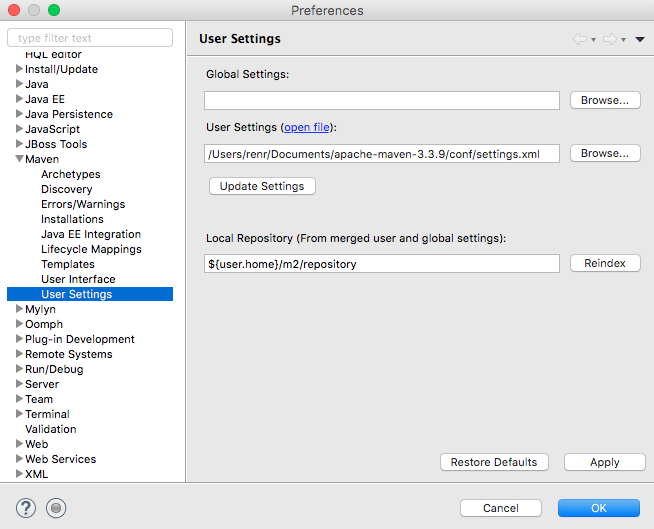 Preferences
type filter text
HQL editor
Install/Update
Java
Java EE
Java Persistence
JavaScript
JBoss Tools
Maven
Archetypes
Discovery
Errors/Warnings
Installations
Java EE Integration
Lifecycle Mappings
Templates
User Interface
User Settings
Mylyn
Oomph
Plug-in Development
Remote Systems
Run/Debug
Server
Team
Terminal
Validation
Web
Web Services
XML
User Settings
Global Settings:
Browse...
User Settings (open file):
/Users/renr/Documents/apache-maven-3.3.9/conf/settings.xml
Browse...
Update Settings
Local Repository (From merged user and global settings):
${user.home}/m2/repository
Reindex
Restore Defaults
Apply
?
Cancel
OK